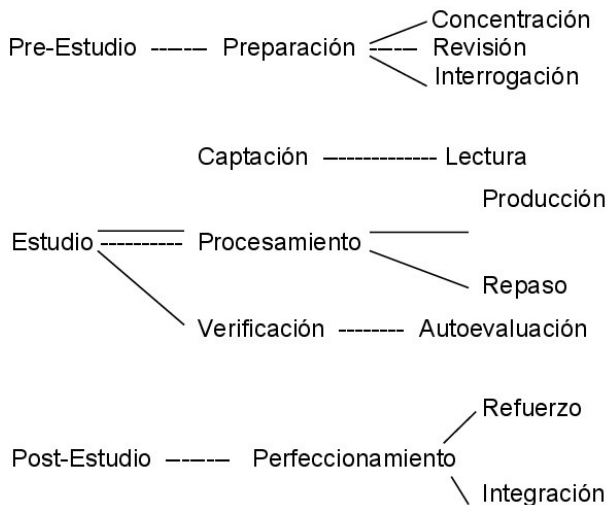 Concentración
Pre-Estudio ------ Preparación ----- Revisión
Interrogación
Captación -------------- Lectura
Producción
Estudio ---------- Procesamiento
Repaso
Verificación -------- Autoevaluación
Refuerzo
Post-Estudio ------ Perfeccionamiento
Integración